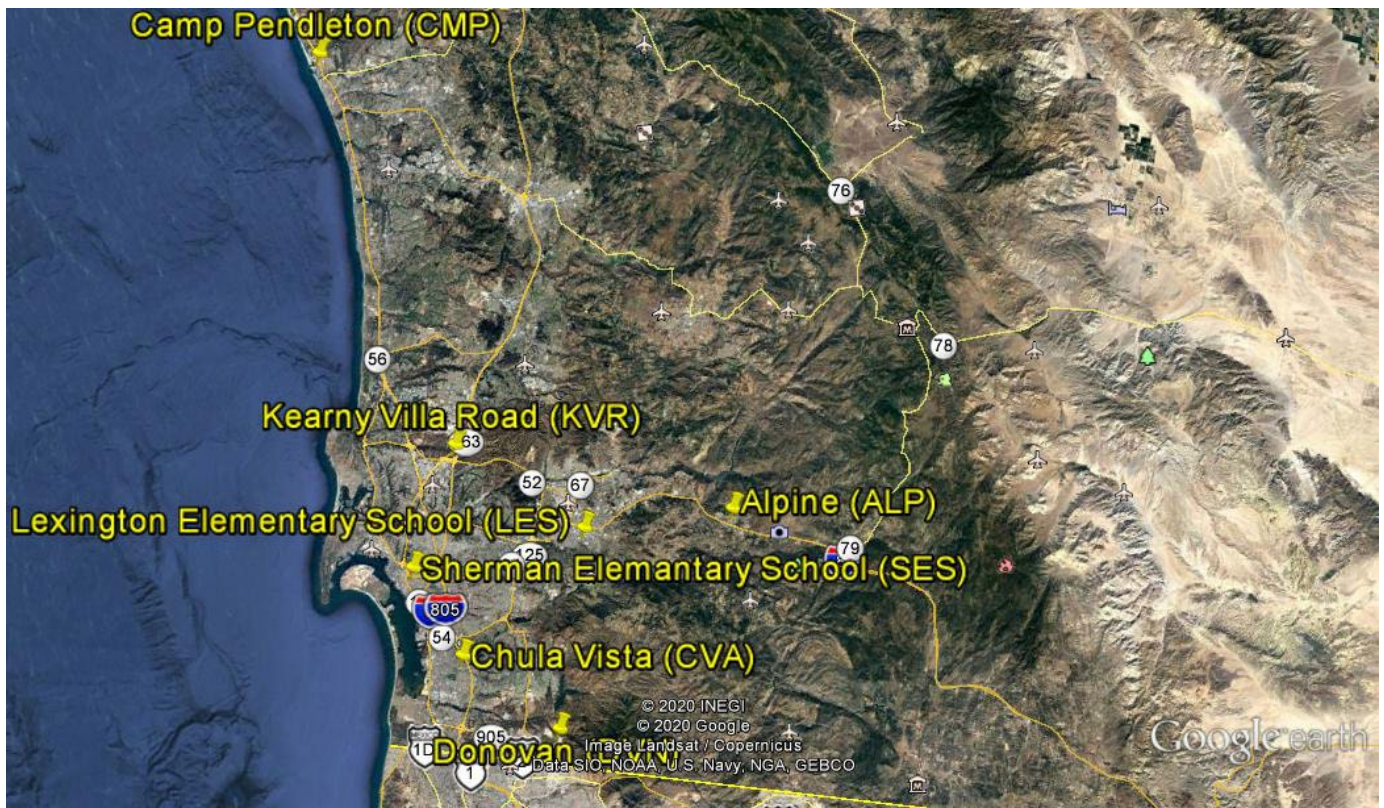 Camp Pendleton (CMP)
76
78
56
Kearny Villa Road (KVR)
63
52
67
Alpine (ALP)
Lexington Elementary School (LES)
125
79
Sherman Elemantary School (SES)
805
54
Chula Vista (CVA)
© 2020 INEGI
© 2020 Google
905
1D
Donovan
Image Landsat / Copernicus
Data SIO, NOAA, U.S. Navy, NGA, GEBCO
1
Google earth